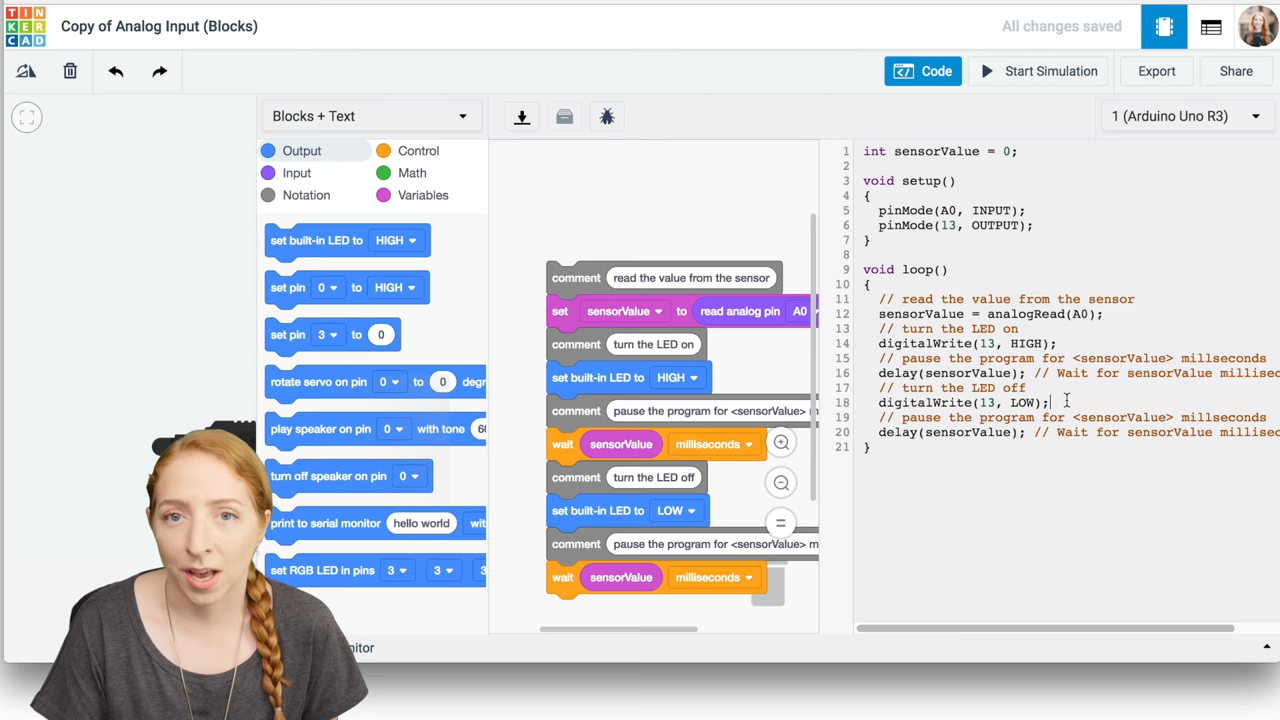 TIN
KER
CAD
Copy of Analog Input (Blocks)
All changes saved
Code
Start Simulation
Export
Share
Blocks + Text
1 (Arduino Uno R3)
Output
Control
Input
Math
Notation
Variables
set built-in LED to HIGH
set pin 0 to HIGH
set pin 3 to 0
rotate servo on pin 0 to 0 degr
play speaker on pin 0 with tone 60
turn off speaker on pin 0
print to serial monitor hello world wit
set RGB LED in pins 3 3 3
comment read the value from the sensor
set sensorValue to read analog pin A0
comment turn the LED on
set built-in LED to HIGH
comment pause the program for <sensorValue> m
wait sensorValue milliseconds
comment turn the LED off
set built-in LED to LOW
comment pause the program for <sensorValue> m
wait sensorValue milliseconds
1 int sensorValue = 0;
2
3 void setup()
4 {
5 pinMode(A0, INPUT);
6 pinMode(13, OUTPUT);
7 }
8
9 void loop()
10 {
11 // read the value from the sensor
12 sensorValue = analogRead(A0);
13 // turn the LED on
14 digitalWrite(13, HIGH);
15 // pause the program for <sensorValue> millseconds
16 delay(sensorValue); // Wait for sensorValue millisec
17 // turn the LED off
18 digitalWrite(13, LOW);
19 // pause the program for <sensorValue> millseconds
20 delay(sensorValue); // Wait for sensorValue millisec
21 }
nitor